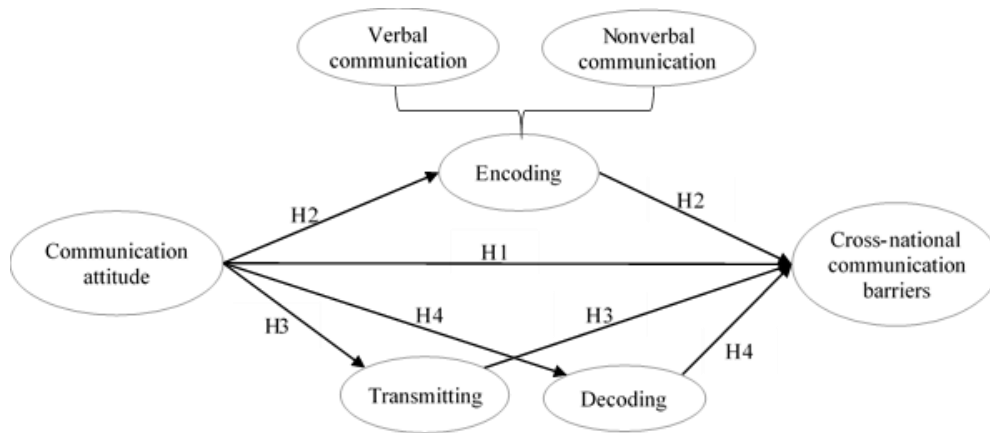 Verbal
communication
Nonverbal
communication
Encoding
H2
H2
Communication
attitude
H1
Cross-national
communication
barriers
H3
H4
H3
H4
Transmitting
Decoding